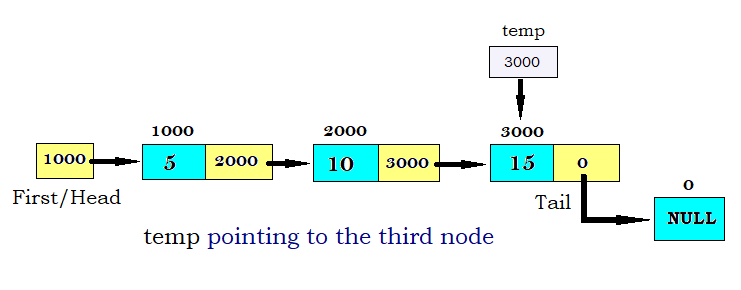 temp
3000
1000 2000 3000
1000 5 2000 10 3000 15 0
First/Head Tail 0
NULL
temp pointing to the third node